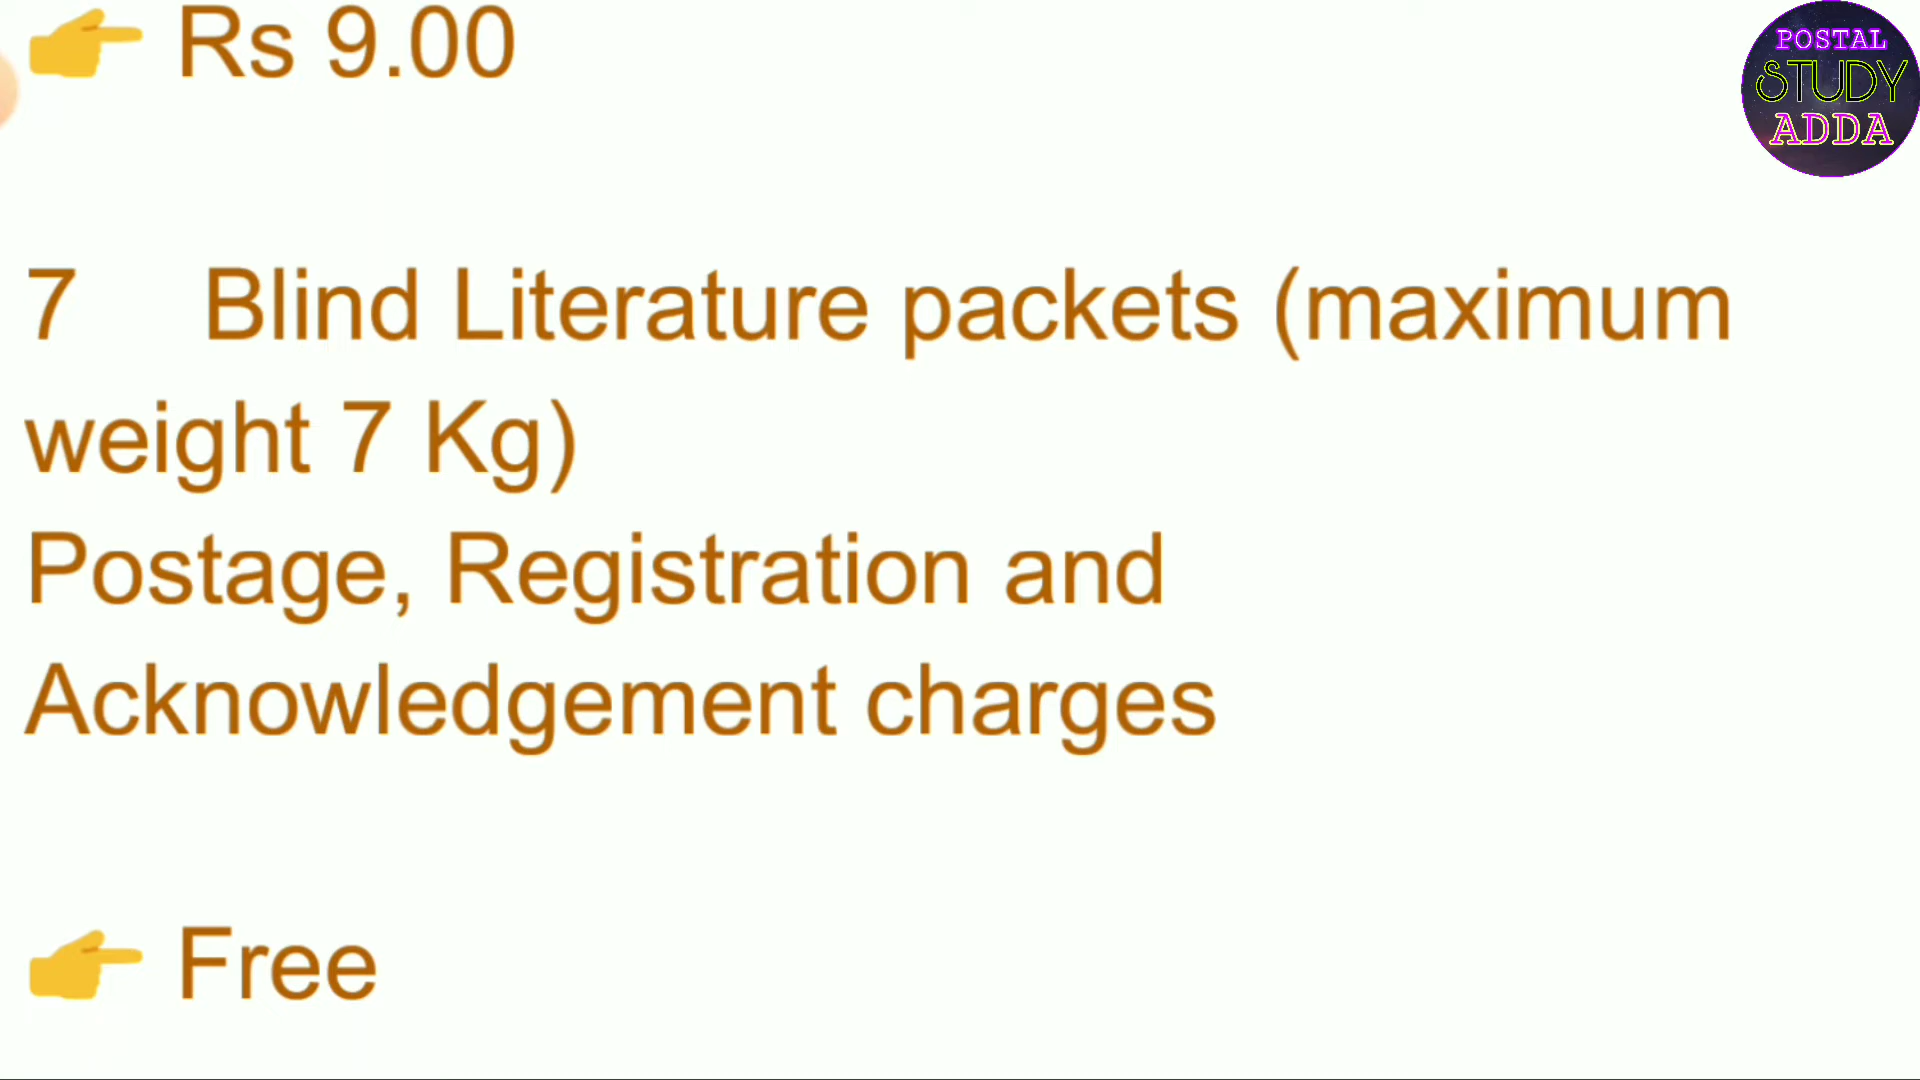 👉 Rs 9.00
POSTAL
STUDY
ADDA
7 Blind Literature packets (maximum
weight 7 Kg)
Postage, Registration and
Acknowledgement charges
👉 Free